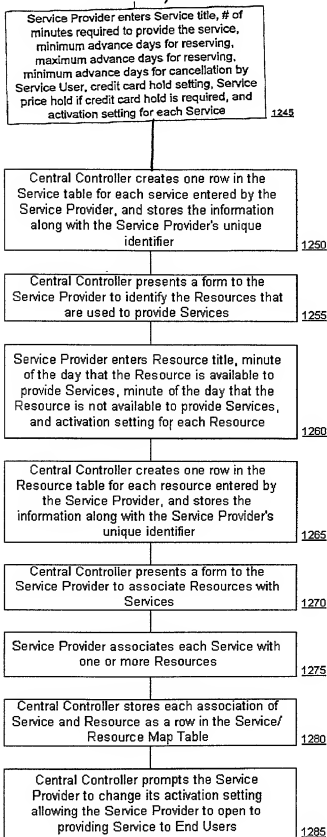 Service Provider enters Service title, # of
minutes required to provide the service,
minimum advance days for reserving,
maximum advance days for reserving,
minimum advance days for cancellation by
Service User, credit card hold setting, Service
price hold if credit card hold is required, and
activation setting for each Service
1245
Central Controller creates one row in the
Service table for each service entered by the
Service Provider, and stores the information
along with the Service Provider's unique
identifier
1250
Central Controller presents a form to the
Service Provider to identify the Resources that
are used to provide Services
1255
Service Provider enters Resource title, minute
of the day that the Resource is available to
provide Services, minute of the day that the
Resource is not available to provide Services,
and activation setting for each Resource
1260
Central Controller creates one row in the
Resource table for each resource entered by
the Service Provider, and stores the
information along with the Service Provider's
unique identifier
1265
Central Controller presents a form to the
Service Provider to associate Resources with
Services
1270
Service Provider associates each Service with
one or more Resources
1275
Central Controller stores each association of
Service and Resource as a row in the Service/
Resource Map Table
1280
Central Controller prompts the Service
Provider to change its activation setting
allowing the Service Provider to open to
providing Service to End Users
1285